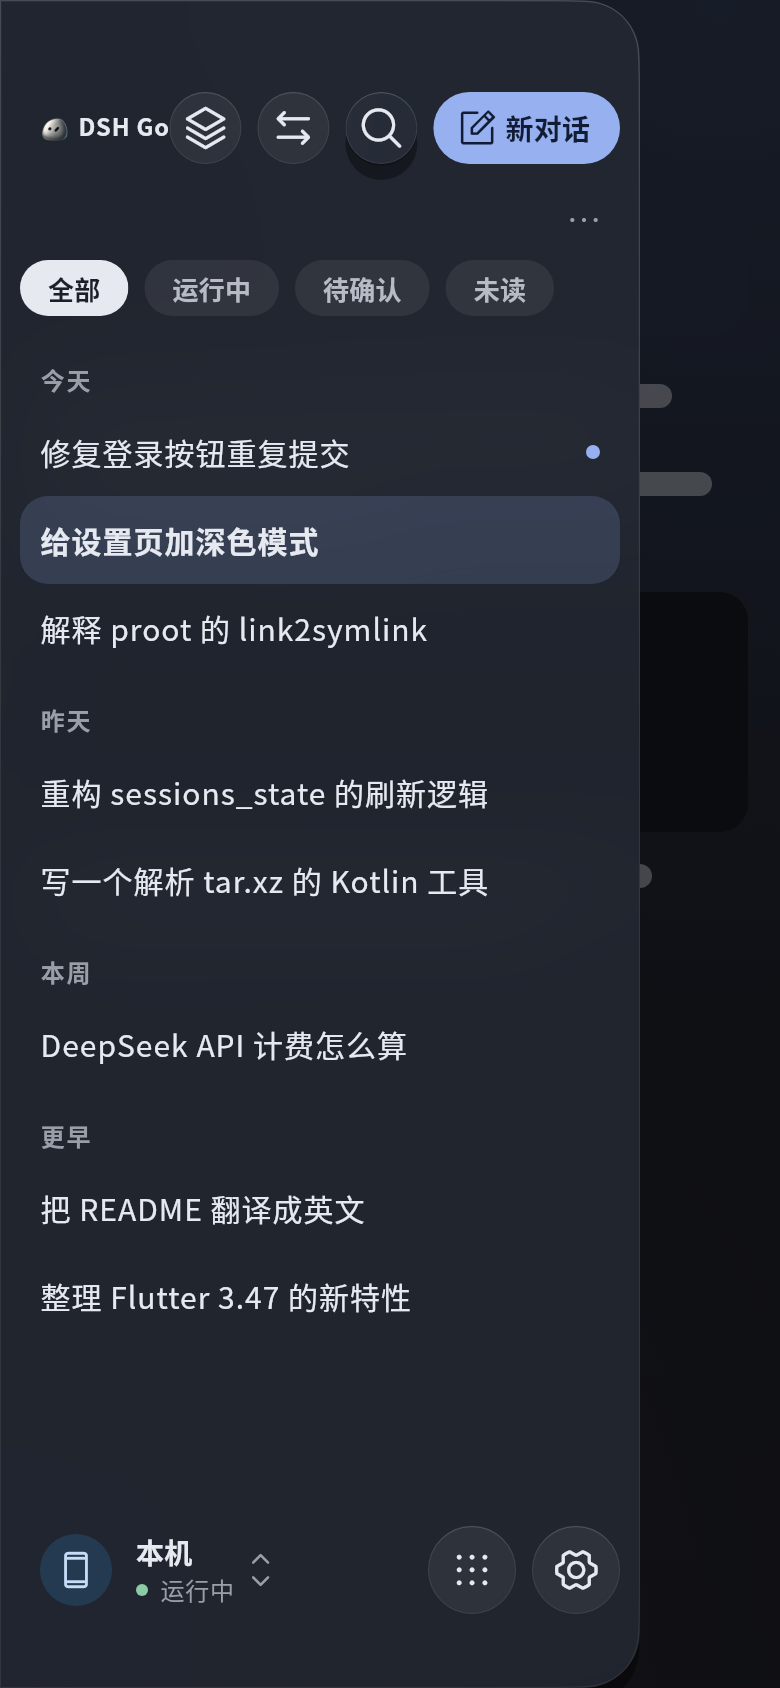 DSH Go
新对话
全部 运行中 待确认 未读
今天
修复登录按钮重复提交
给设置页加深色模式
解释 proot 的 link2symlink
昨天
重构 sessions_state 的刷新逻辑
写一个解析 tar.xz 的 Kotlin 工具
本周
DeepSeek API 计费怎么算
更早
把 README 翻译成英文
整理 Flutter 3.47 的新特性
本机
运行中